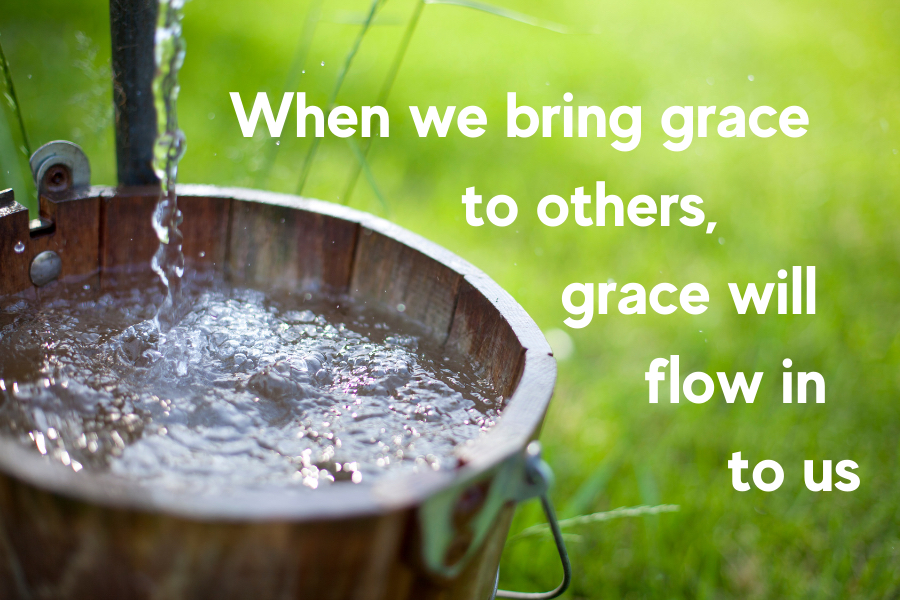 When we bring grace
to others,
grace will
flow in
to us